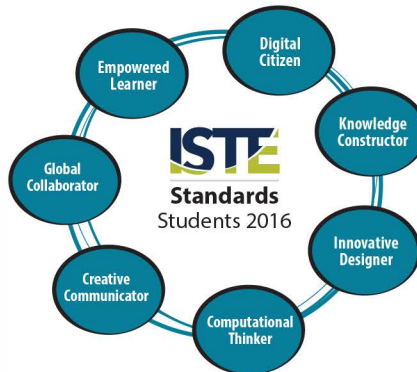 Digital
Citizen
Empowered
Learner
Knowledge
Constructor
ISTE
Global
Collaborator
Standards
Students 2016
Innovative
Designer
Creative
Communicator
Computational
Thinker